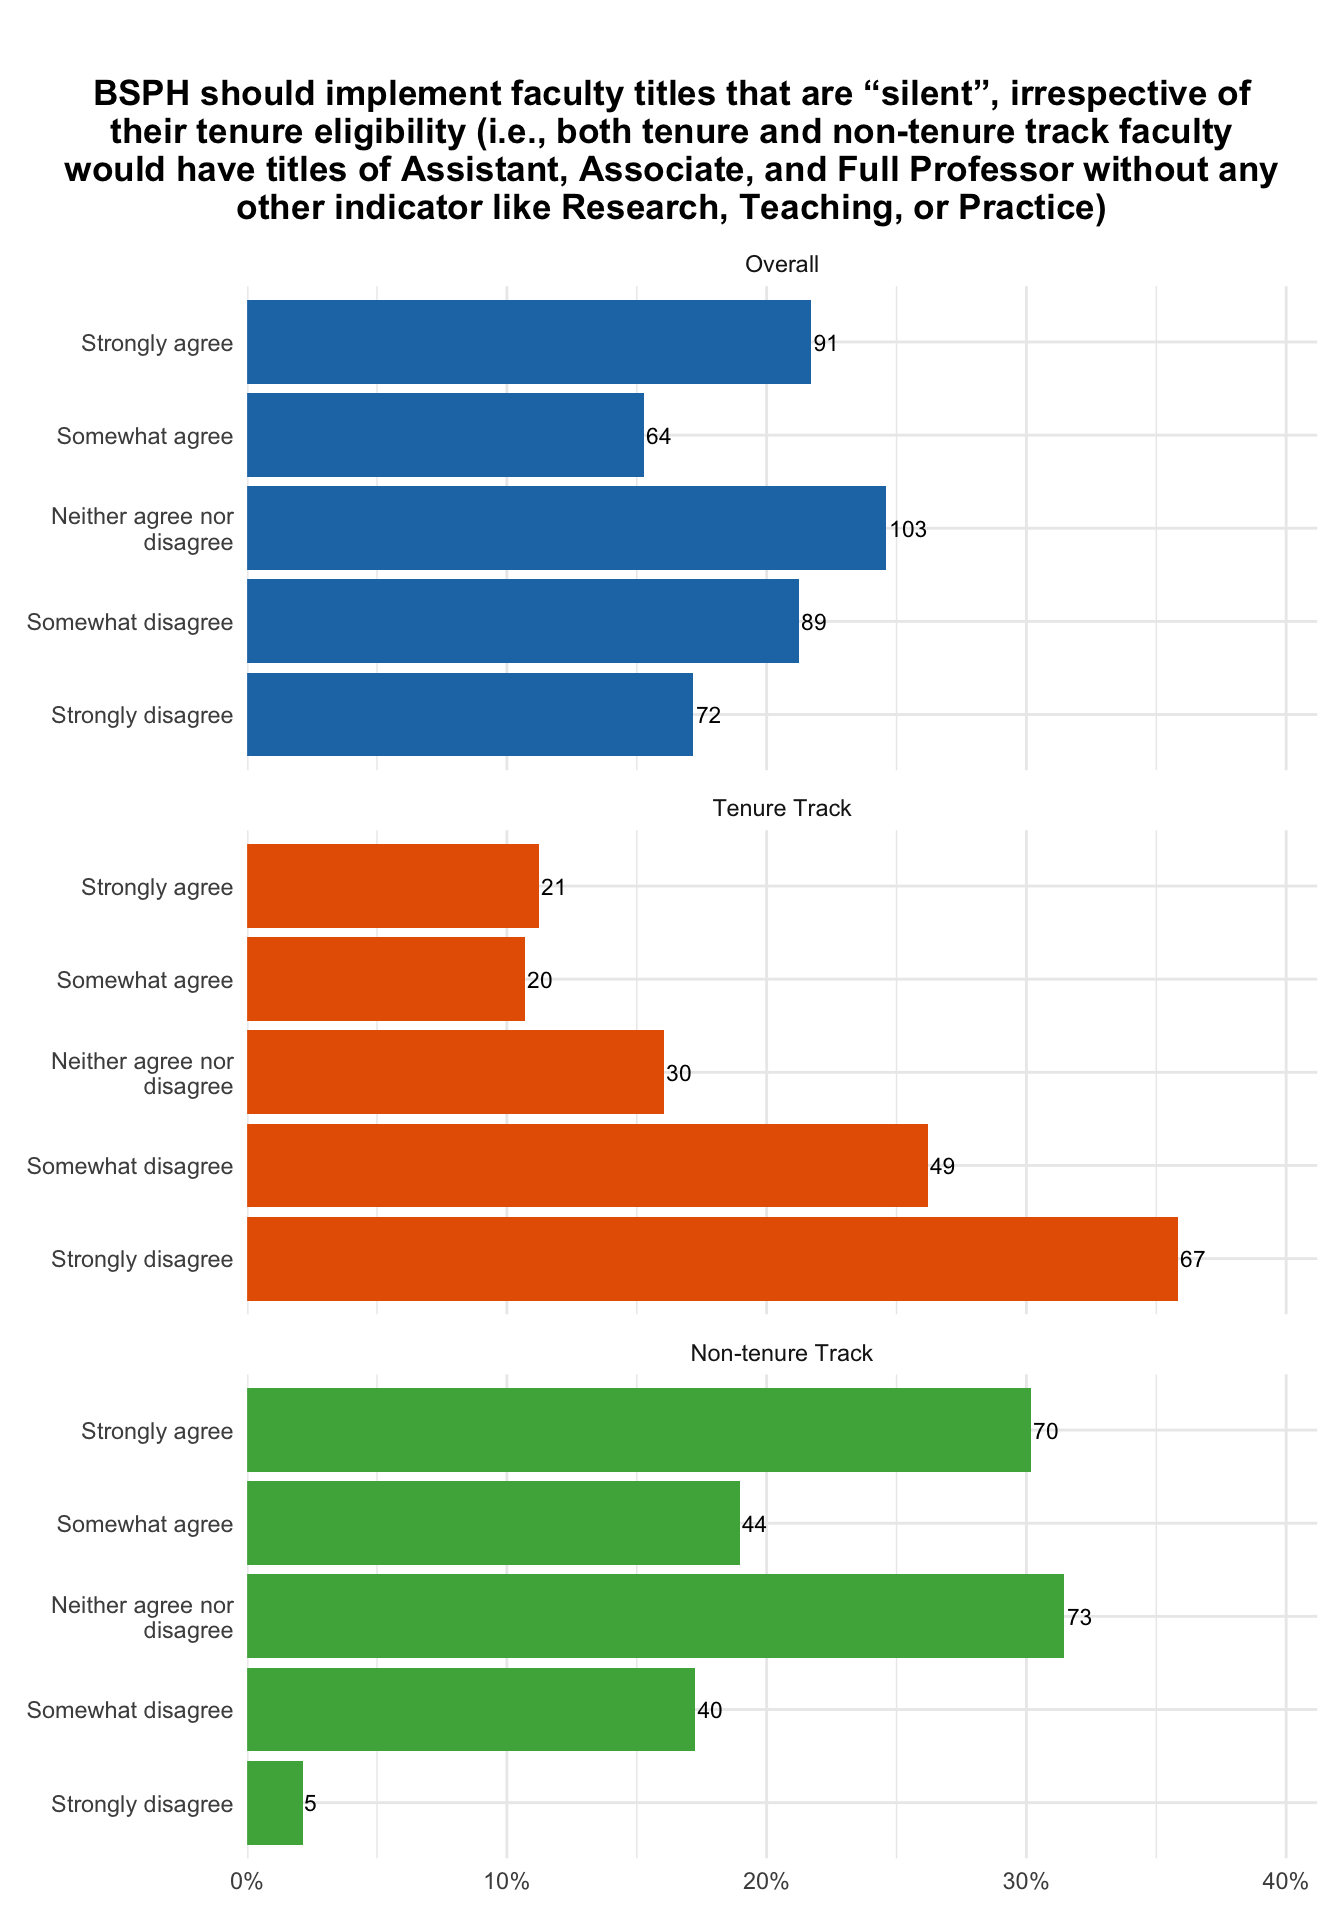 BSPH should implement faculty titles that are “silent”, irrespective of
their tenure eligibility (i.e., both tenure and non-tenure track faculty
would have titles of Assistant, Associate, and Full Professor without any
other indicator like Research, Teaching, or Practice)
Overall
Strongly agree
91
Somewhat agree
64
Neither agree nor
disagree
103
Somewhat disagree
89
Strongly disagree
72
Tenure Track
Strongly agree
21
Somewhat agree
20
Neither agree nor
disagree
30
Somewhat disagree
49
Strongly disagree
67
Non-tenure Track
Strongly agree
70
Somewhat agree
44
Neither agree nor
disagree
73
Somewhat disagree
40
Strongly disagree
5
0%
10%
20%
30%
40%